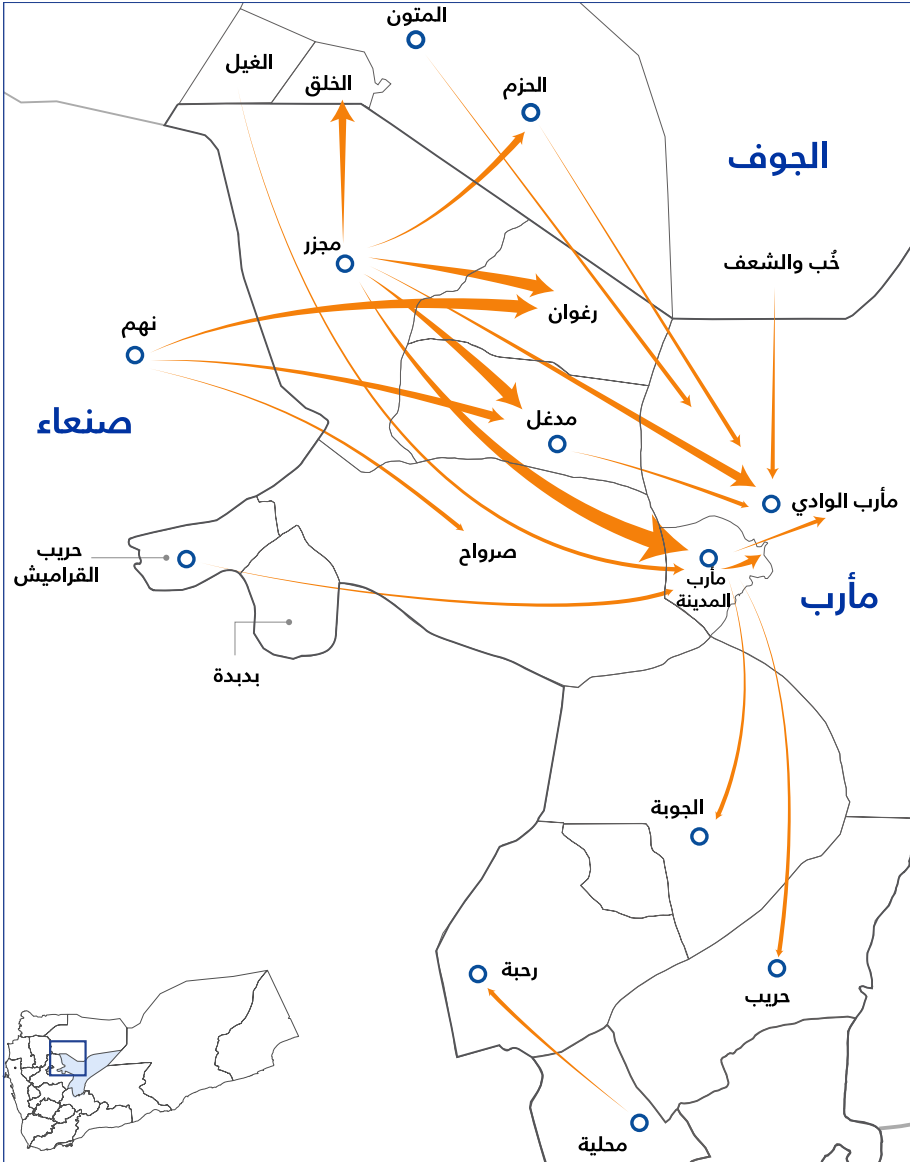 المتون
الغيل
الخلق
الحزم
الجوف
مجزر
خُب والشعف
رغوان
نهم
صنعاء
مدغل
مأرب الوادي
صرواح
حريب
القراميش
مأرب
المدينة
مأرب
بدبدة
الجوبة
رحبة
حريب
محلية